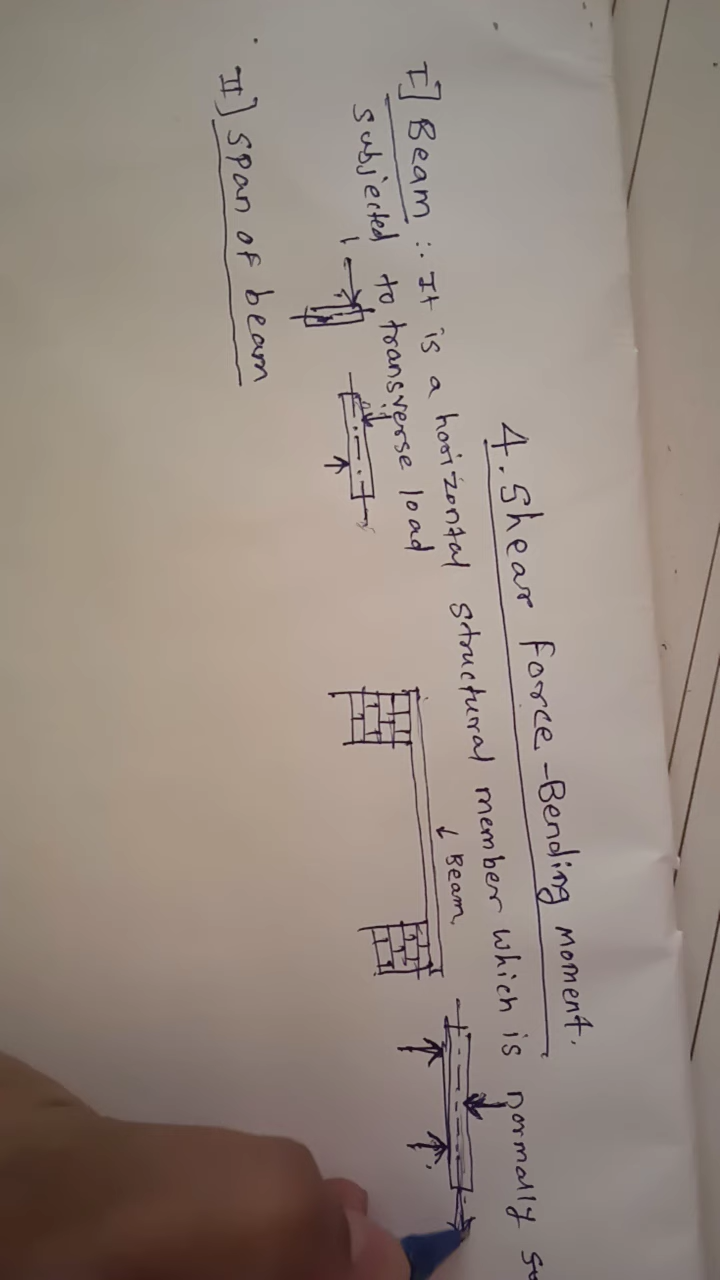 4. Shear force - Bending moment.
I] Beam :. It is a horizontal structural member which is normally
subjected to transverse load
↓ Beam.
II] Span of beam